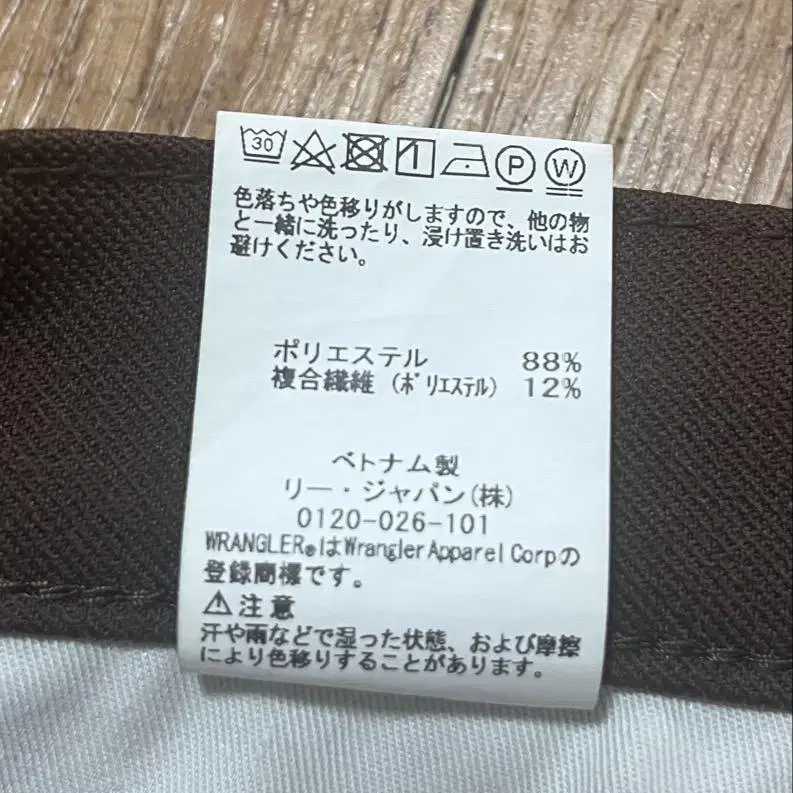 30 P W
色落ちや色移りがしますので、他の物
と一緒に洗ったり、浸け置き洗いはお
避けください。
ポリエステル 88%
複合繊維 (ﾎﾟﾘｴｽﾃﾙ) 12%
ベトナム製
リー・ジャパン(株)
0120-026-101
WRANGLER®はWrangler Apparel Corpの
登録商標です。
⚠注意
汗や雨などで湿った状態、および摩擦
により色移りすることがあります。